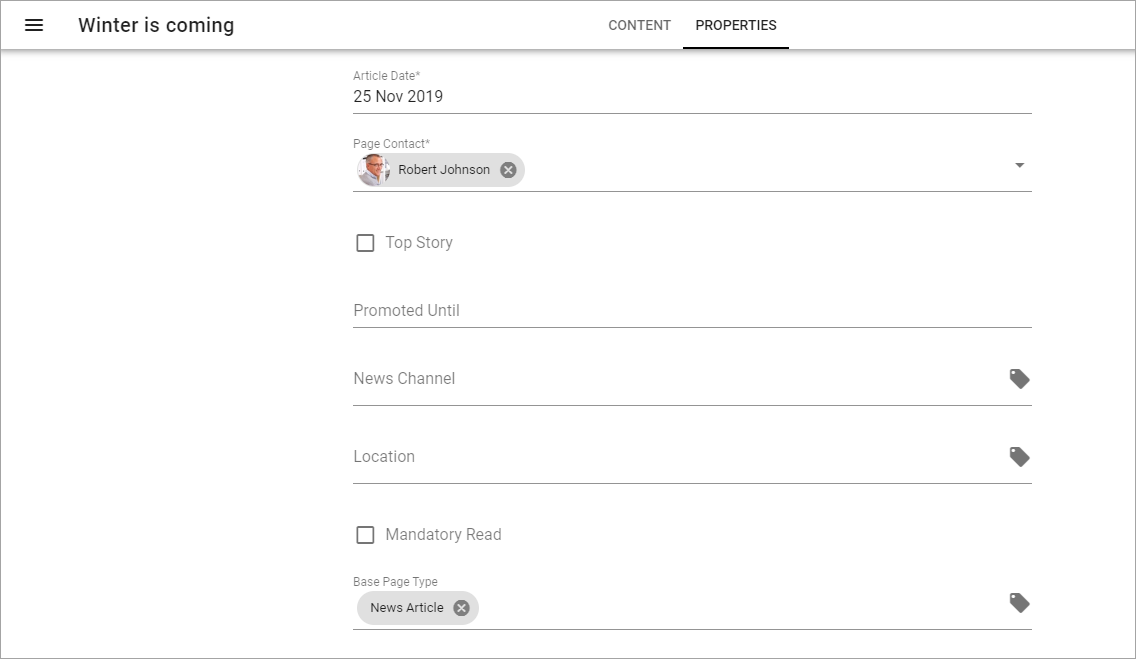 Winter is coming
CONTENT
PROPERTIES
Article Date*
25 Nov 2019
Page Contact*
Robert Johnson
Top Story
Promoted Until
News Channel
Location
Mandatory Read
Base Page Type
News Article